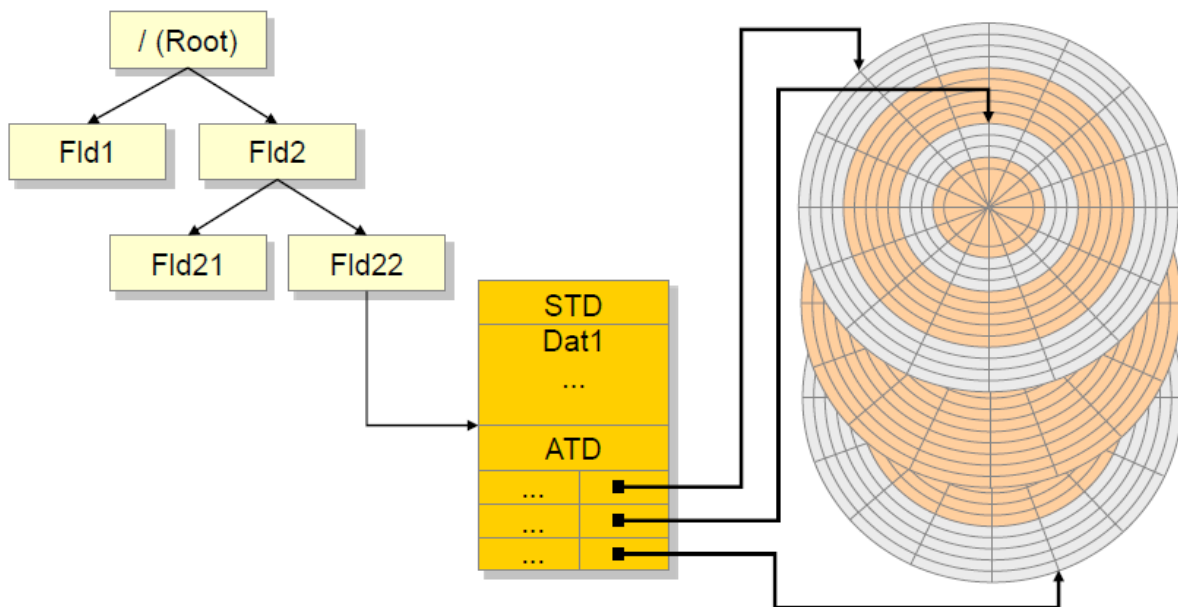 / (Root)
Fld1
Fld2
Fld21
Fld22
STD
Dat1
...
ATD
...
...
...